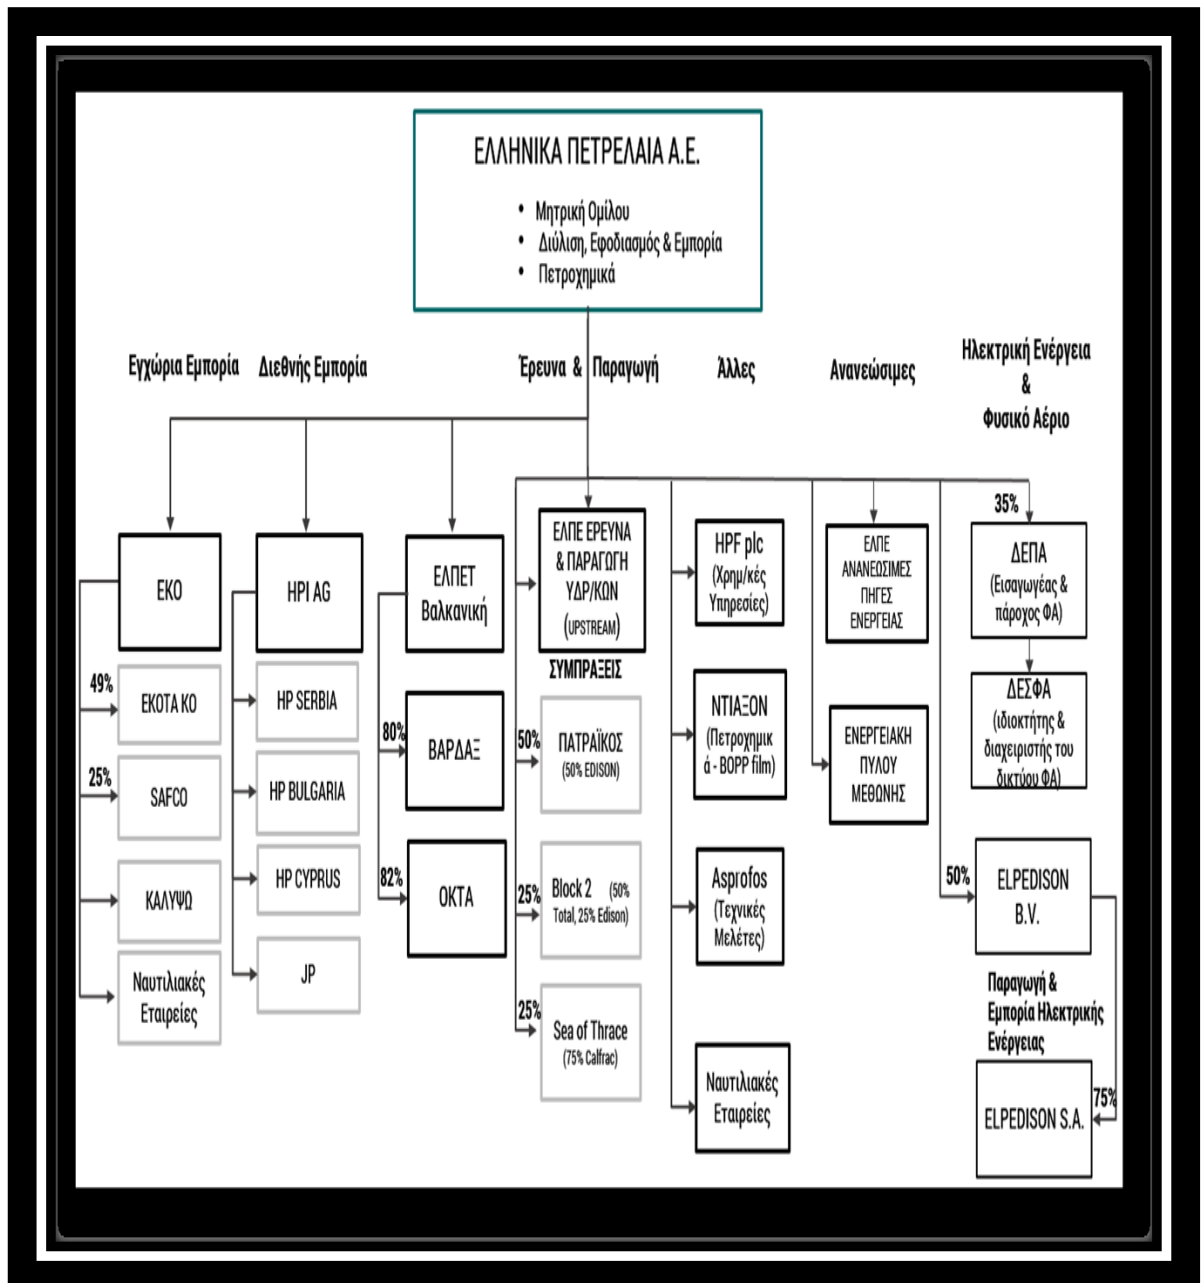 ΕΛΛΗΝΙΚΑ ΠΕΤΡΕΛΑΙΑ Α.Ε.
• Μητρική Ομίλου
• Διύλιση, Εφοδιασμός & Εμπορία
• Πετροχημικά
Εγχώρια Εμπορία
Διεθνής Εμπορία
Έρευνα & Παραγωγή
Άλλες
Ανανεώσιμες
Ηλεκτρική Ενέργεια
&
Φυσικό Αέριο
ΕΚΟ
49%
ΕΚΟΤΑ ΚΟ
25%
SAFCO
ΚΑΛΥΨΩ
Ναυτιλιακές
Εταιρείες
HPI AG
HP SERBIA
HP BULGARIA
HP CYPRUS
JP
ΕΛΠΕΤ
Βαλκανική
80%
ΒΑΡΔΑΞ
82%
ΟΚΤΑ
ΕΛΠΕ ΕΡΕΥΝΑ
& ΠΑΡΑΓΩΓΗ
ΥΔΡ/ΚΩΝ
(UPSTREAM)
ΣΥΜΠΡΑΞΕΙΣ
50%
ΠΑΤΡΑΪΚΟΣ
(50% EDISON)
25%
Block 2 (50%
Total, 25% Edison)
25%
Sea of Thrace
(75% Calfrac)
HPF plc
(Χρημ/κές
Υπηρεσίες)
ΝΤΙΑΞΟΝ
(Πετροχημικ
ά - BOPP film)
Asprofos
(Τεχνικές
Μελέτες)
Ναυτιλιακές
Εταιρείες
ΕΛΠΕ
ΑΝΑΝΕΩΣΙΜΕΣ
ΠΗΓΕΣ
ΕΝΕΡΓΕΙΑΣ
ΕΝΕΡΓΕΙΑΚΗ
ΠΥΛΟΥ
ΜΕΘΩΝΗΣ
35%
ΔΕΠΑ
(Εισαγωγέας &
πάροχος ΦΑ)
ΔΕΣΦΑ
(ιδιοκτήτης &
διαχειριστής του
δικτύου ΦΑ)
50%
ELPEDISON
B.V.
Παραγωγή &
Εμπορία Ηλεκτρικής
Ενέργειας
75%
ELPEDISON S.A.